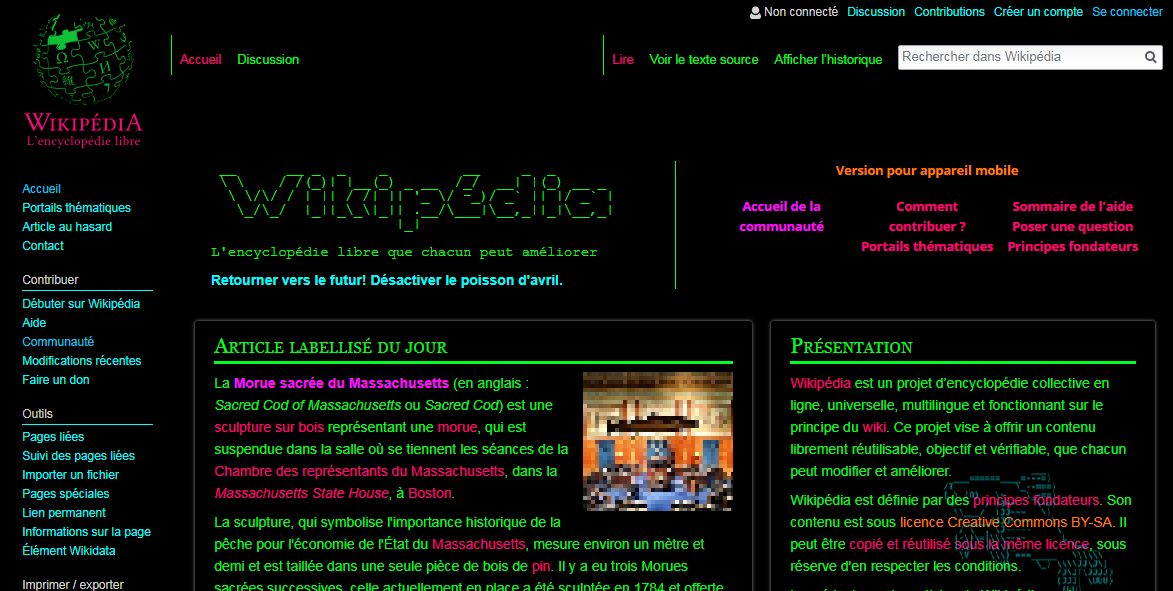 Non connecté Discussion Contributions Créer un compte Se connecter
Accueil Discussion
Lire Voir le texte source Afficher l'historique
Rechercher dans Wikipédia
WIKIPÉDIA
L'encyclopédie libre
Accueil
Portails thématiques
Article au hasard
Contact
Contribuer
Débuter sur Wikipédia
Aide
Communauté
Modifications récentes
Faire un don
Outils
Pages liées
Suivi des pages liées
Importer un fichier
Pages spéciales
Lien permanent
Informations sur la page
Élément Wikidata
Imprimer / exporter
Wikipedia
L'encyclopédie libre que chacun peut améliorer
Retourner vers le futur! Désactiver le poisson d'avril.
Version pour appareil mobile
Accueil de la
communauté
Comment
contribuer ?
Portails thématiques
Sommaire de l'aide
Poser une question
Principes fondateurs
ARTICLE LABELLISÉ DU JOUR
La Morue sacrée du Massachusetts (en anglais :
Sacred Cod of Massachusetts ou Sacred Cod) est une
sculpture sur bois représentant une morue, qui est
suspendue dans la salle où se tiennent les séances de la
Chambre des représentants du Massachusetts, dans la
Massachusetts State House, à Boston.
La sculpture, qui symbolise l'importance historique de la
pêche pour l'économie de l'État du Massachusetts, mesure environ un mètre et
demi et est taillée dans une seule pièce de bois de pin. Il y a eu trois Morues
sacrées successives, celle actuellement en place a été sculptée en 1784 et offerte
PRÉSENTATION
Wikipédia est un projet d'encyclopédie collective en
ligne, universelle, multilingue et fonctionnant sur le
principe du wiki. Ce projet vise à offrir un contenu
librement réutilisable, objectif et vérifiable, que chacun
peut modifier et améliorer.
Wikipédia est définie par des principes fondateurs. Son
contenu est sous licence Creative Commons BY-SA. Il
peut être copié et réutilisé sous la même licence, sous
réserve d'en respecter les conditions.